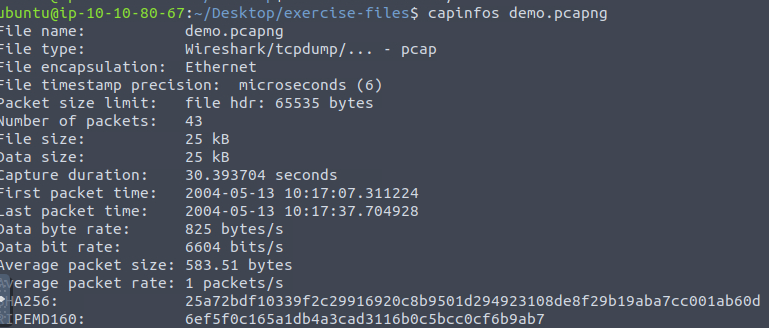 ubuntu@ip-10-10-80-67:~/Desktop/exercise-files$ capinfos demo.pcapng
File name: demo.pcapng
File type: Wireshark/tcpdump/... - pcap
File encapsulation: Ethernet
File timestamp precision: microseconds (6)
Packet size limit: file hdr: 65535 bytes
Number of packets: 43
File size: 25 kB
Data size: 25 kB
Capture duration: 30.393704 seconds
First packet time: 2004-05-13 10:17:07.311224
Last packet time: 2004-05-13 10:17:37.704928
Data byte rate: 825 bytes/s
Data bit rate: 6604 bits/s
Average packet size: 583.51 bytes
verage packet rate: 1 packets/s
HA256: 25a72bdf10339f2c29916920c8b9501d294923108de8f29b19aba7cc001ab60d
IPEMD160: 6ef5f0c165a1db4a3cad3116b0c5bcc0cf6b9ab7